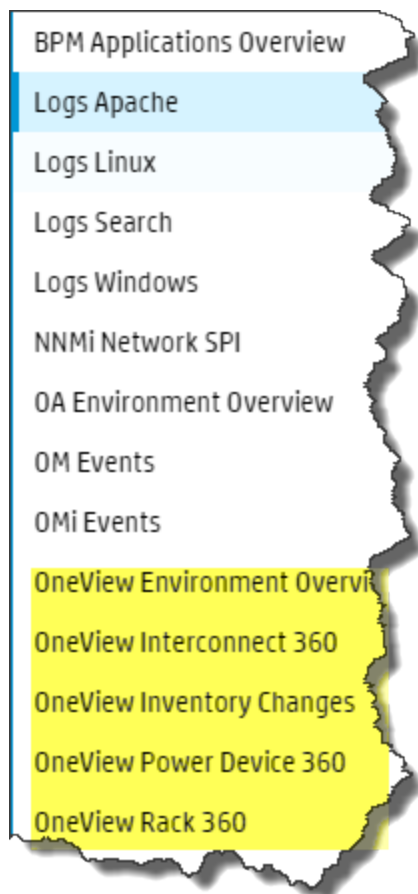 BPM Applications Overview
Logs Apache
Logs Linux
Logs Search
Logs Windows
NNMi Network SPI
OA Environment Overview
OM Events
OMi Events
OneView Environment Overvi
OneView Interconnect 360
OneView Inventory Changes
OneView Power Device 360
OneView Rack 360